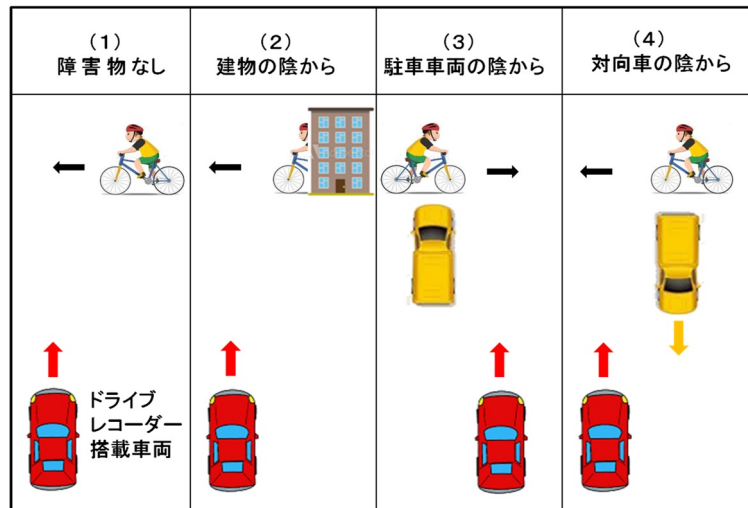 (1)
障害物なし
(2)
建物の陰から
(3)
駐車車両の陰から
(4)
対向車の陰から
ドライブ
レコーダー
搭載車両